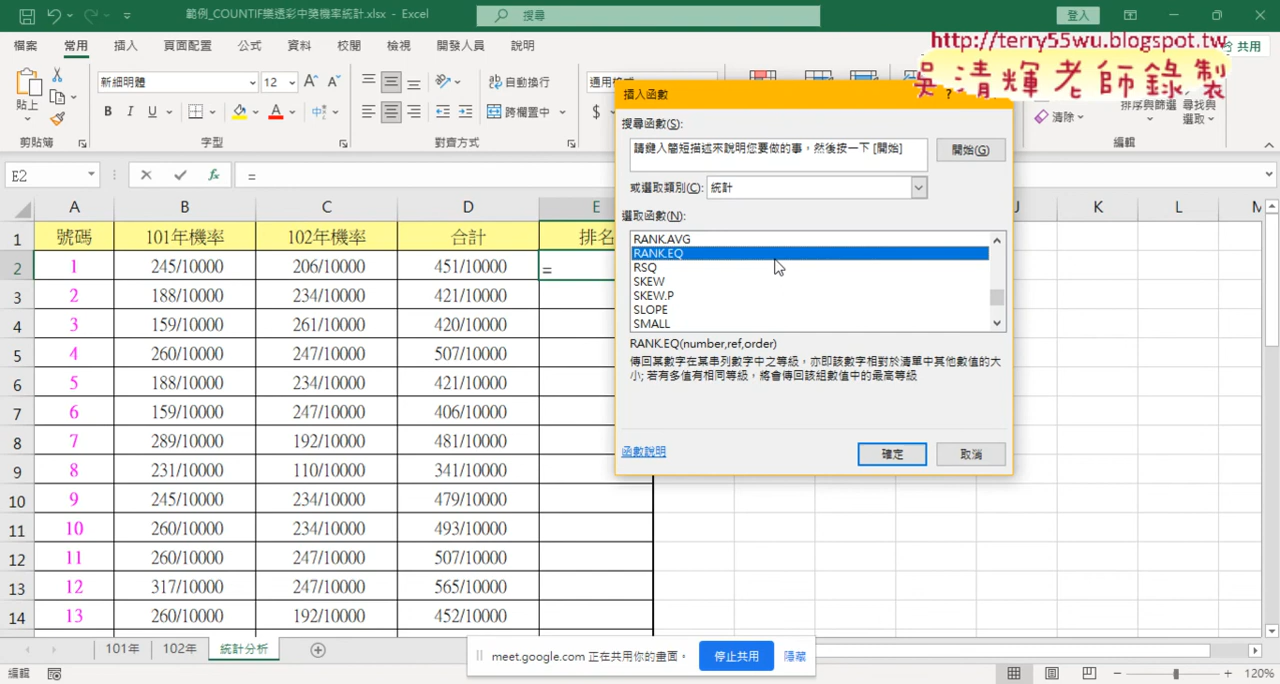 範例_COUNTIF樂透彩中獎機率統計.xlsx - Excel
搜尋
登入
http://terry55wu.blogspot.tw
吳清輝老師錄製
檔案 常用 插入 頁面配置 公式 資料 校閱 檢視 開發人員 說明
共用
貼上
新細明體 12
自動換行
通用格式
B I U
跨欄置中
$
清除
排序與篩選
尋找與
選取
剪貼簿 字型 對齊方式 編輯
E2
fx =
A B C D E J K L M
1 號碼 101年機率 102年機率 合計 排名
2 1 245/10000 206/10000 451/10000 =
3 2 188/10000 234/10000 421/10000
4 3 159/10000 261/10000 420/10000
5 4 260/10000 247/10000 507/10000
6 5 188/10000 234/10000 421/10000
7 6 159/10000 247/10000 406/10000
8 7 289/10000 192/10000 481/10000
9 8 231/10000 110/10000 341/10000
10 9 245/10000 234/10000 479/10000
11 10 260/10000 234/10000 493/10000
12 11 260/10000 247/10000 507/10000
13 12 317/10000 247/10000 565/10000
14 13 260/10000 192/10000 452/10000
插入函數
?
搜尋函數(S):
請鍵入簡短描述來說明您要做的事，然後按一下 [開始]
開始(G)
或選取類別(C): 統計
選取函數(N):
RANK.AVG
RANK.EQ
RSQ
SKEW
SKEW.P
SLOPE
SMALL
RANK.EQ(number,ref,order)
傳回某數字在某串列數字中之等級，亦即該數字相對於清單中其他數值的大
小; 若有多值有相同等級，將會傳回該組數值中的最高等級
函數說明
確定
取消
101年 102年 統計分析
meet.google.com 正在共用你的畫面。 停止共用 隱藏
編輯
120%